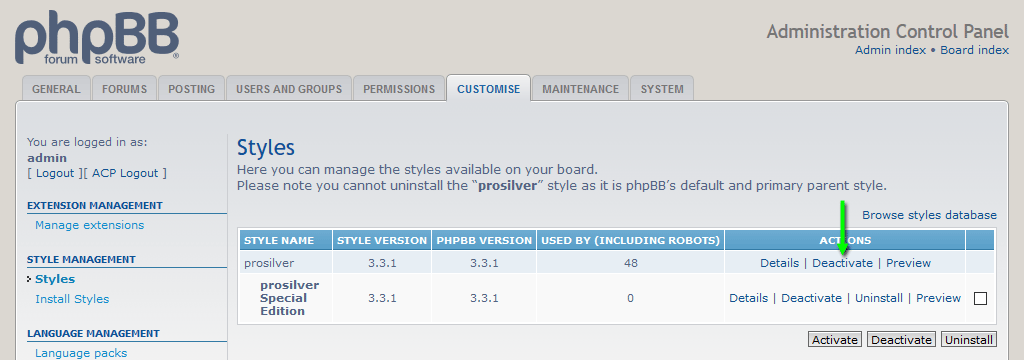 phpBB®
forum software
Administration Control Panel
Admin index • Board index
GENERAL FORUMS POSTING USERS AND GROUPS PERMISSIONS CUSTOMISE MAINTENANCE SYSTEM
You are logged in as:
admin
[ Logout ][ ACP Logout ]
EXTENSION MANAGEMENT
Manage extensions
STYLE MANAGEMENT
Styles
Install Styles
LANGUAGE MANAGEMENT
Language packs
Styles
Here you can manage the styles available on your board.
Please note you cannot uninstall the “prosilver” style as it is phpBB’s default and primary parent style.
Browse styles database
STYLE NAME STYLE VERSION PHPBB VERSION USED BY (INCLUDING ROBOTS) ACTIONS
prosilver 3.3.1 3.3.1 48 Details | Deactivate | Preview
prosilver
Special
Edition
3.3.1 3.3.1 0 Details | Deactivate | Uninstall | Preview
Activate Deactivate Uninstall